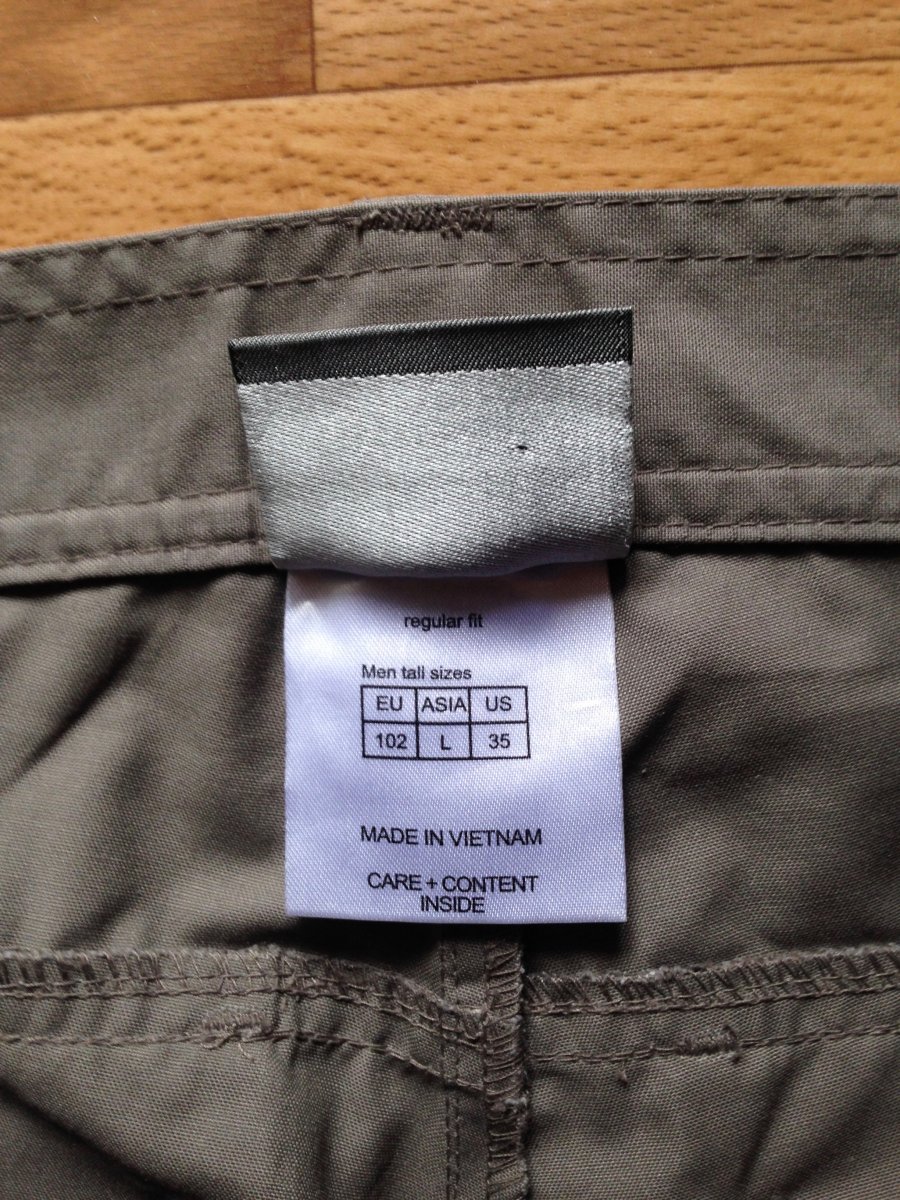 regular fit
Men tall sizes
EU ASIA US
102 L 35
MADE IN VIETNAM
CARE + CONTENT
INSIDE